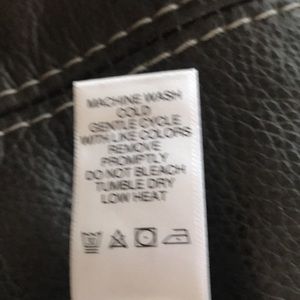 MACHINE WASH
COLD
GENTLE CYCLE
WITH LIKE COLORS
REMOVE
PROMPTLY
DO NOT BLEACH
TUMBLE DRY
LOW HEAT